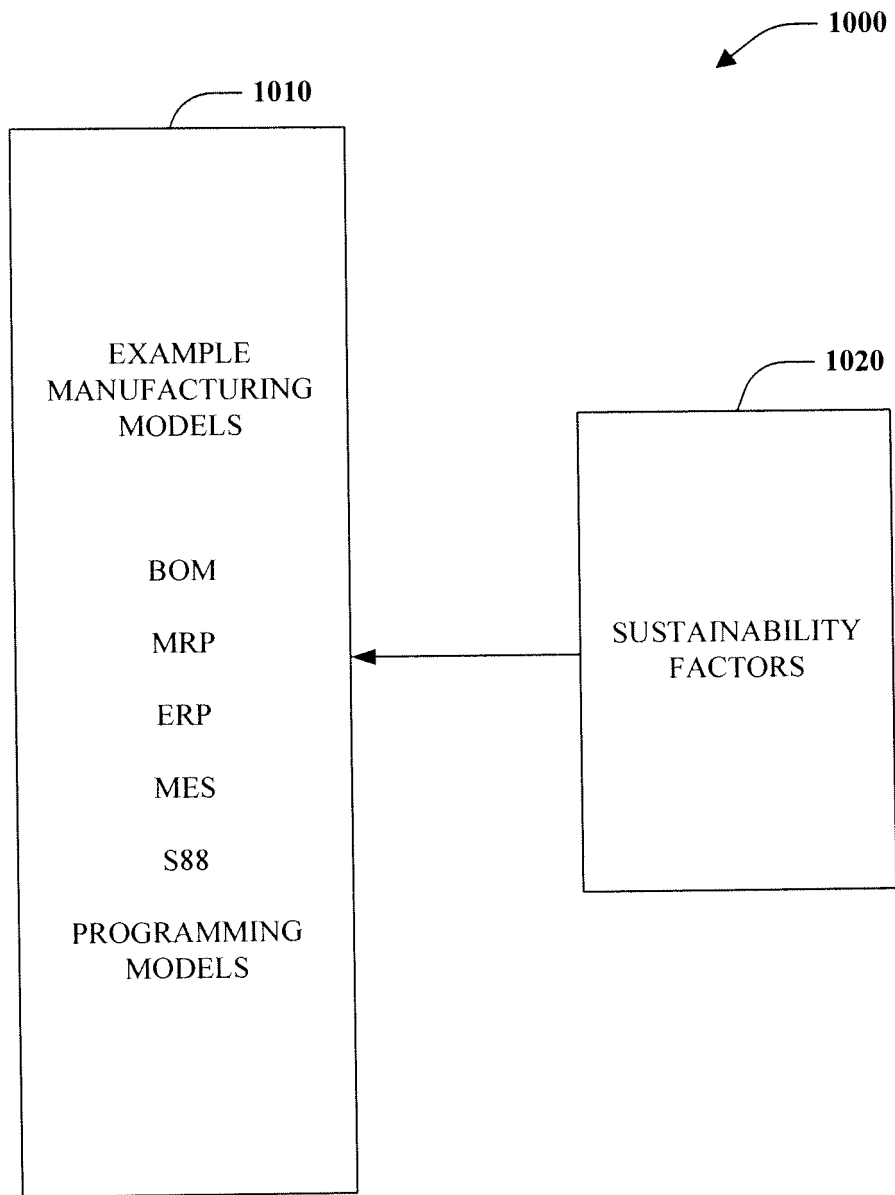 1000
1010
EXAMPLE
MANUFACTURING
MODELS
BOM
MRP
ERP
MES
S88
PROGRAMMING
MODELS
1020
SUSTAINABILITY
FACTORS